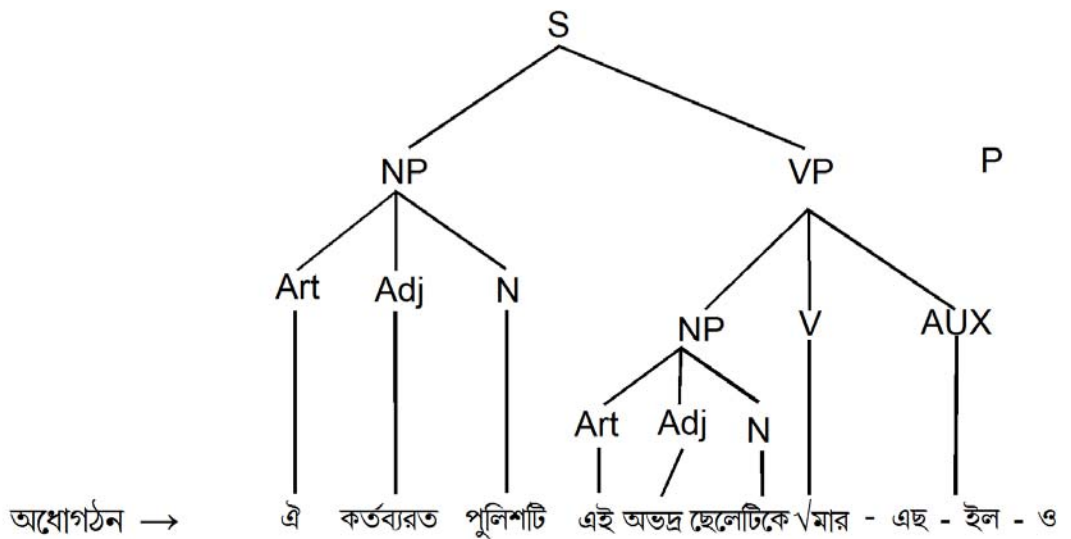 S
NP VP P
Art Adj N
NP V AUX
Art Adj N
অধোগঠন → ঐ কর্তব্যরত পুলিশটি এই অভদ্র ছেলেটিকে √মার - এছ - ইল - ও